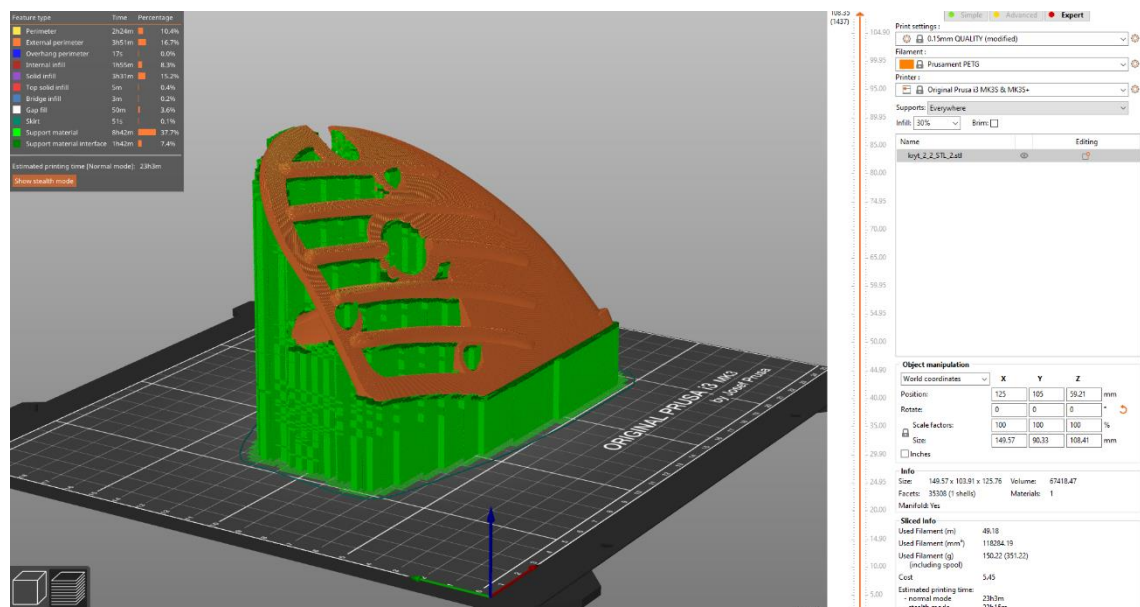 Feature type Time Percentage
Perimeter 2h24m 10.4%
External perimeter 3h51m 16.7%
Overhang perimeter 17s 0.0%
Internal infill 1h55m 8.3%
Solid infill 3h31m 15.2%
Top solid infill 5m 0.4%
Bridge infill 3m 0.2%
Gap fill 50m 3.6%
Skirt 51s 0.1%
Support material 8h42m 37.7%
Support material interface 1h42m 7.4%
Estimated printing time [Normal mode]: 23h3m
Show stealth mode
ORIGINAL PRUSA i3 MK3
by Josef Prusa
108.35
(1437)
104.90
99.95
95.00
89.95
85.00
80.00
74.95
70.00
65.00
59.95
54.95
50.00
44.90
40.00
35.00
29.90
24.95
20.00
14.90
10.00
5.00
Simple Advanced Expert
Print settings :
0.15mm QUALITY (modified)
Filament :
Prusament PETG
Printer :
Original Prusa i3 MK3S & MK3S+
Supports: Everywhere
Infill: 30% Brim:
Name Editing
kryt_2_2_STL_2.stl
Object manipulation
World coordinates X Y Z
Position: 125 105 59.21 mm
Rotate: 0 0 0 °
Scale factors: 100 100 100 %
Size: 149.57 90.33 108.41 mm
Inches
Info
Size: 149.57 x 103.91 x 125.76 Volume: 67418.47
Facets: 35308 (1 shells) Materials: 1
Manifold: Yes
Sliced Info
Used Filament (m) 49.18
Used Filament (mm³) 118284.19
Used Filament (g) 150.22 (351.22)
(including spool)
Cost 5.45
Estimated printing time:
- normal mode 23h3m